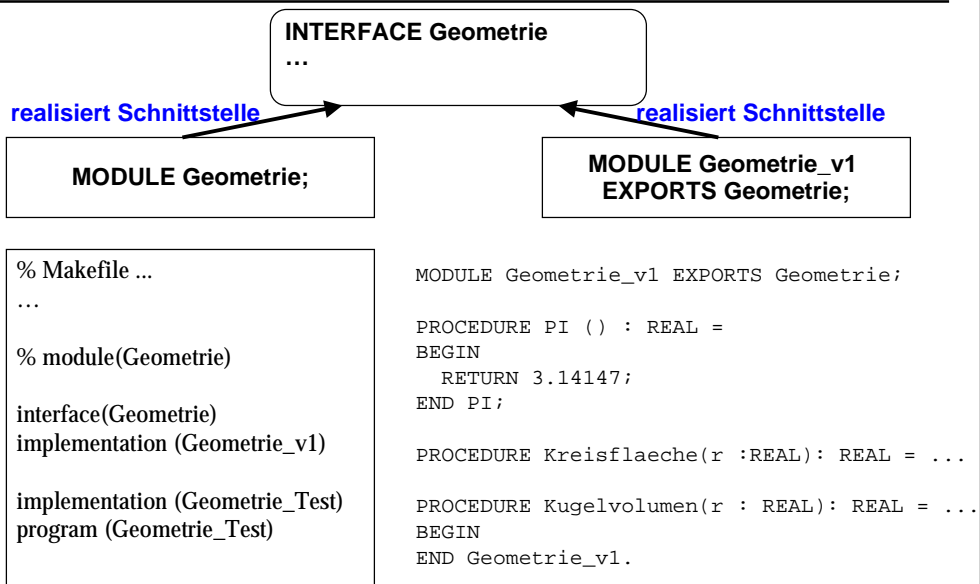 INTERFACE Geometrie
…
realisiert Schnittstelle
realisiert Schnittstelle
MODULE Geometrie;
MODULE Geometrie_v1
EXPORTS Geometrie;
% Makefile ...
…
% module(Geometrie)
interface(Geometrie)
implementation (Geometrie_v1)
implementation (Geometrie_Test)
program (Geometrie_Test)
MODULE Geometrie_v1 EXPORTS Geometrie;
PROCEDURE PI () : REAL =
BEGIN
RETURN 3.14147;
END PI;
PROCEDURE Kreisflaeche(r :REAL): REAL = ...
PROCEDURE Kugelvolumen(r : REAL): REAL = ...
BEGIN
END Geometrie_v1.